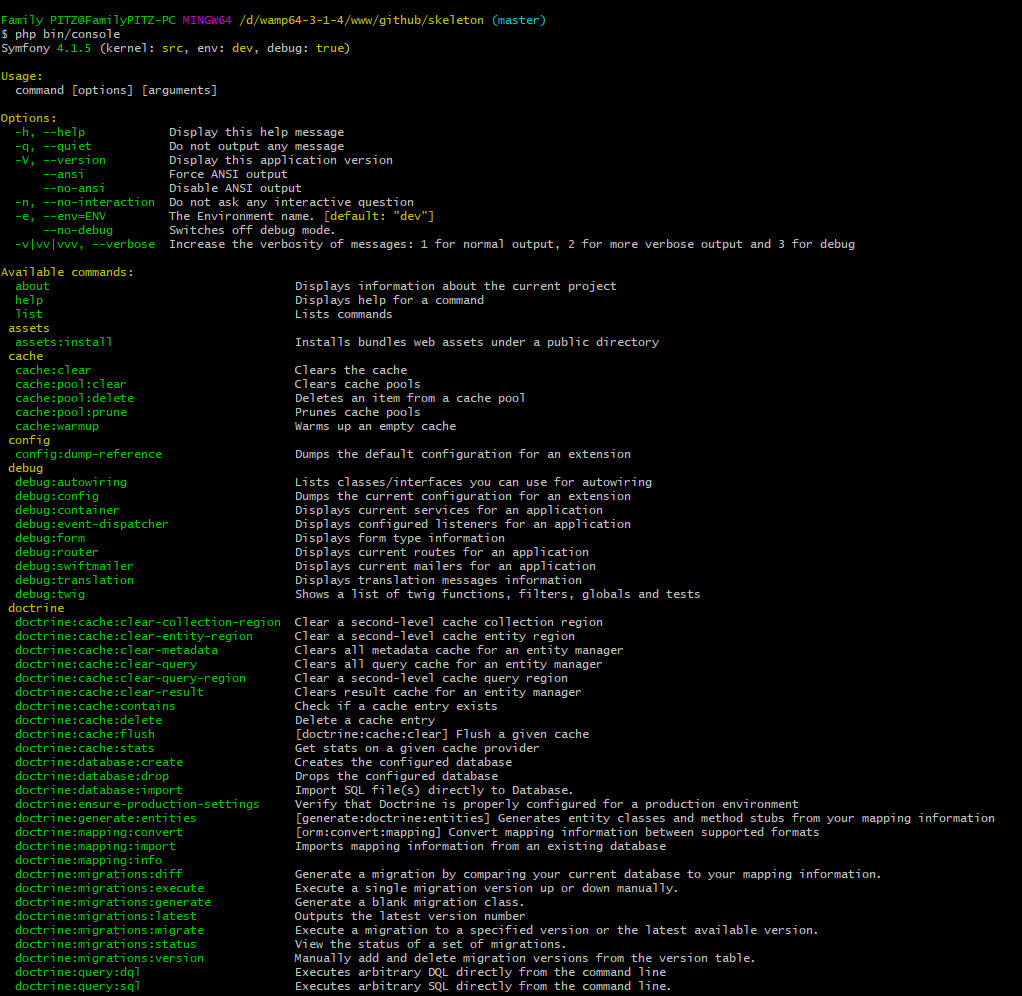 Family PITZ@FamilyPITZ-PC MINGW64 /d/wamp64-3-1-4/www/github/skeleton (master)
$ php bin/console
Symfony 4.1.5 (kernel: src, env: dev, debug: true)
Usage:
command [options] [arguments]
Options:
-h, --help Display this help message
-q, --quiet Do not output any message
-V, --version Display this application version
--ansi Force ANSI output
--no-ansi Disable ANSI output
-n, --no-interaction Do not ask any interactive question
-e, --env=ENV The Environment name. [default: "dev"]
--no-debug Switches off debug mode.
-v|vv|vvv, --verbose Increase the verbosity of messages: 1 for normal output, 2 for more verbose output and 3 for debug
Available commands:
about Displays information about the current project
help Displays help for a command
list Lists commands
assets
assets:install Installs bundles web assets under a public directory
cache
cache:clear Clears the cache
cache:pool:clear Clears cache pools
cache:pool:delete Deletes an item from a cache pool
cache:pool:prune Prunes cache pools
cache:warmup Warms up an empty cache
config
config:dump-reference Dumps the default configuration for an extension
debug
debug:autowiring Lists classes/interfaces you can use for autowiring
debug:config Dumps the current configuration for an extension
debug:container Displays current services for an application
debug:event-dispatcher Displays configured listeners for an application
debug:form Displays form type information
debug:router Displays current routes for an application
debug:swiftmailer Displays current mailers for an application
debug:translation Displays translation messages information
debug:twig Shows a list of twig functions, filters, globals and tests
doctrine
doctrine:cache:clear-collection-region Clear a second-level cache collection region
doctrine:cache:clear-entity-region Clear a second-level cache entity region
doctrine:cache:clear-metadata Clears all metadata cache for an entity manager
doctrine:cache:clear-query Clears all query cache for an entity manager
doctrine:cache:clear-query-region Clear a second-level cache query region
doctrine:cache:clear-result Clears result cache for an entity manager
doctrine:cache:contains Check if a cache entry exists
doctrine:cache:delete Delete a cache entry
doctrine:cache:flush [doctrine:cache:clear] Flush a given cache
doctrine:cache:stats Get stats on a given cache provider
doctrine:database:create Creates the configured database
doctrine:database:drop Drops the configured database
doctrine:database:import Import SQL file(s) directly to Database.
doctrine:ensure-production-settings Verify that Doctrine is properly configured for a production environment
doctrine:generate:entities [generate:doctrine:entities] Generates entity classes and method stubs from your mapping information
doctrine:mapping:convert [orm:convert:mapping] Convert mapping information between supported formats
doctrine:mapping:import Imports mapping information from an existing database
doctrine:mapping:info
doctrine:migrations:diff Generate a migration by comparing your current database to your mapping information.
doctrine:migrations:execute Execute a single migration version up or down manually.
doctrine:migrations:generate Generate a blank migration class.
doctrine:migrations:latest Outputs the latest version number
doctrine:migrations:migrate Execute a migration to a specified version or the latest available version.
doctrine:migrations:status View the status of a set of migrations.
doctrine:migrations:version Manually add and delete migration versions from the version table.
doctrine:query:dql Executes arbitrary DQL directly from the command line
doctrine:query:sql Executes arbitrary SQL directly from the command line.